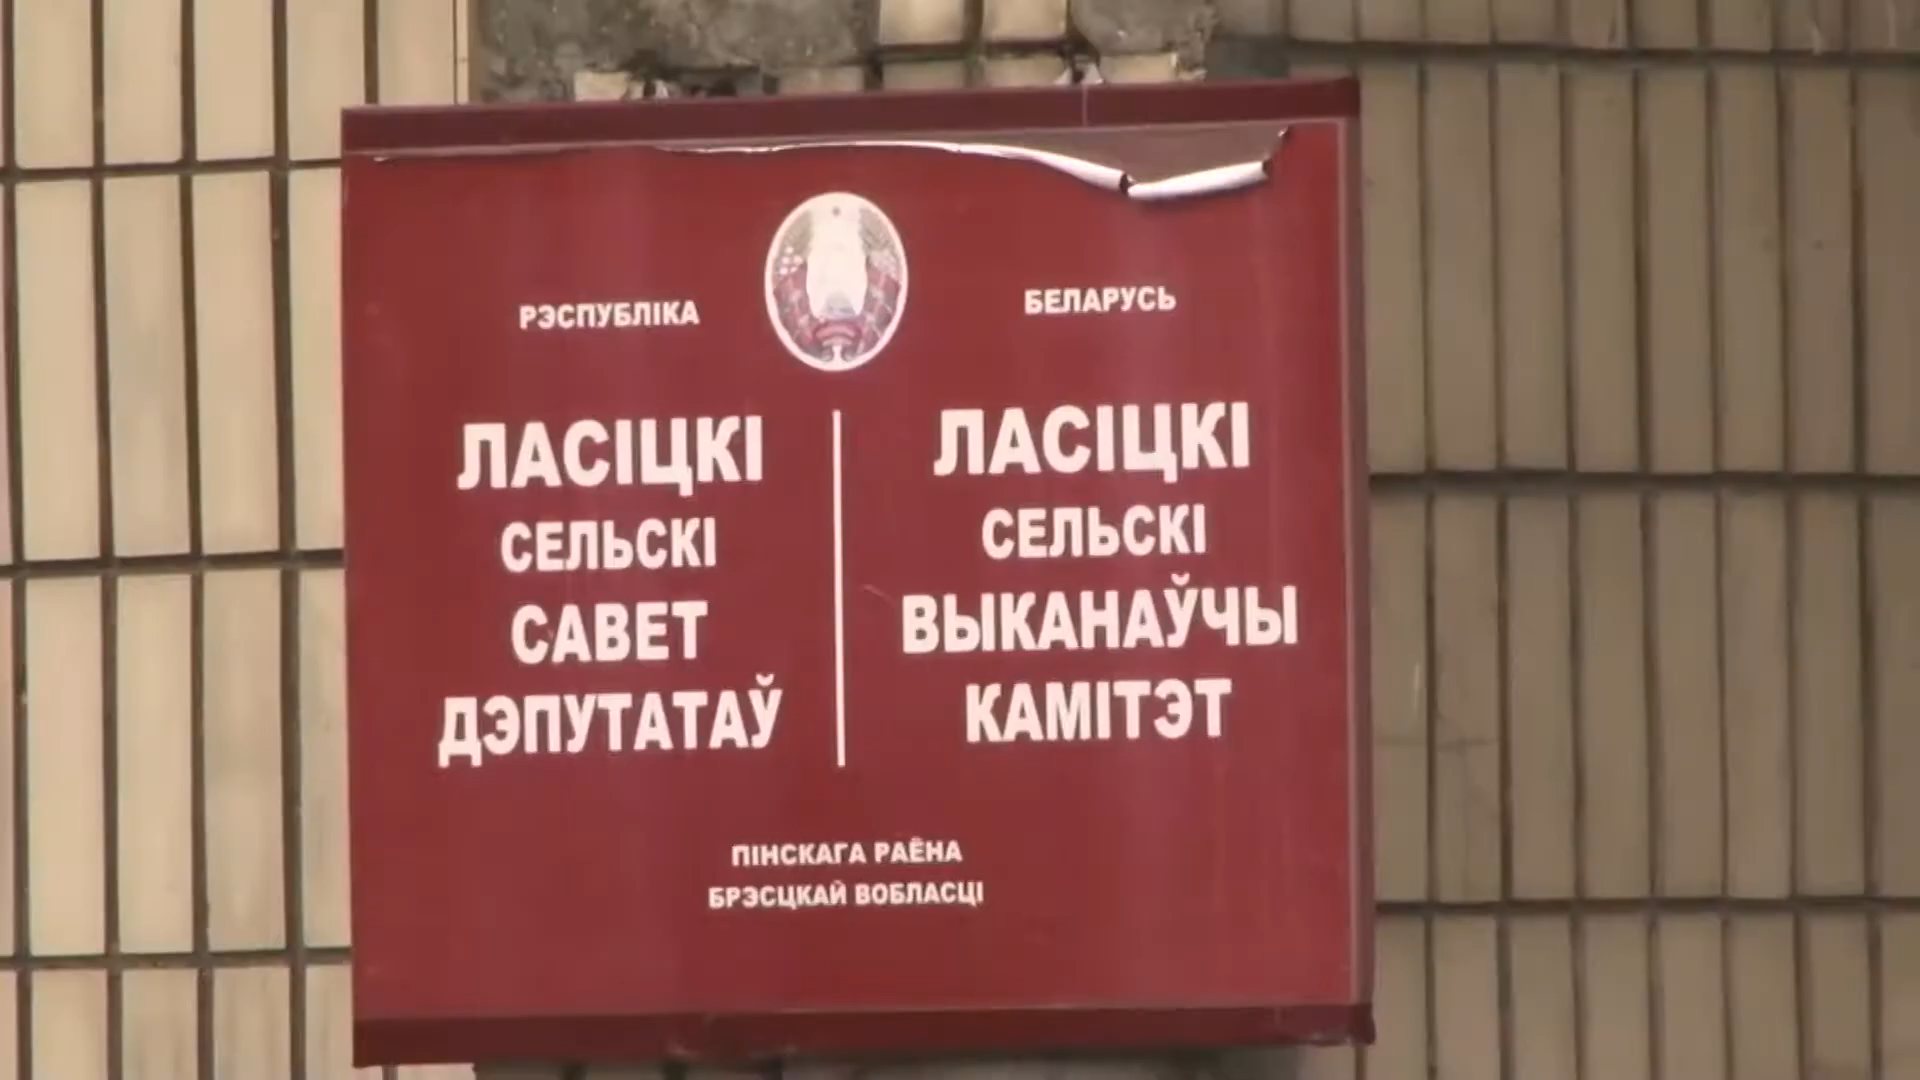 РЭСПУБЛІКА БЕЛАРУСЬ
ЛАСІЦКІ
СЕЛЬСКІ
САВЕТ
ДЭПУТАТАЎ
ЛАСІЦКІ
СЕЛЬСКІ
ВЫКАНАЎЧЫ
КАМІТЭТ
ПІНСКАГА РАЁНА
БРЭСЦКАЙ ВОБЛАСЦІ